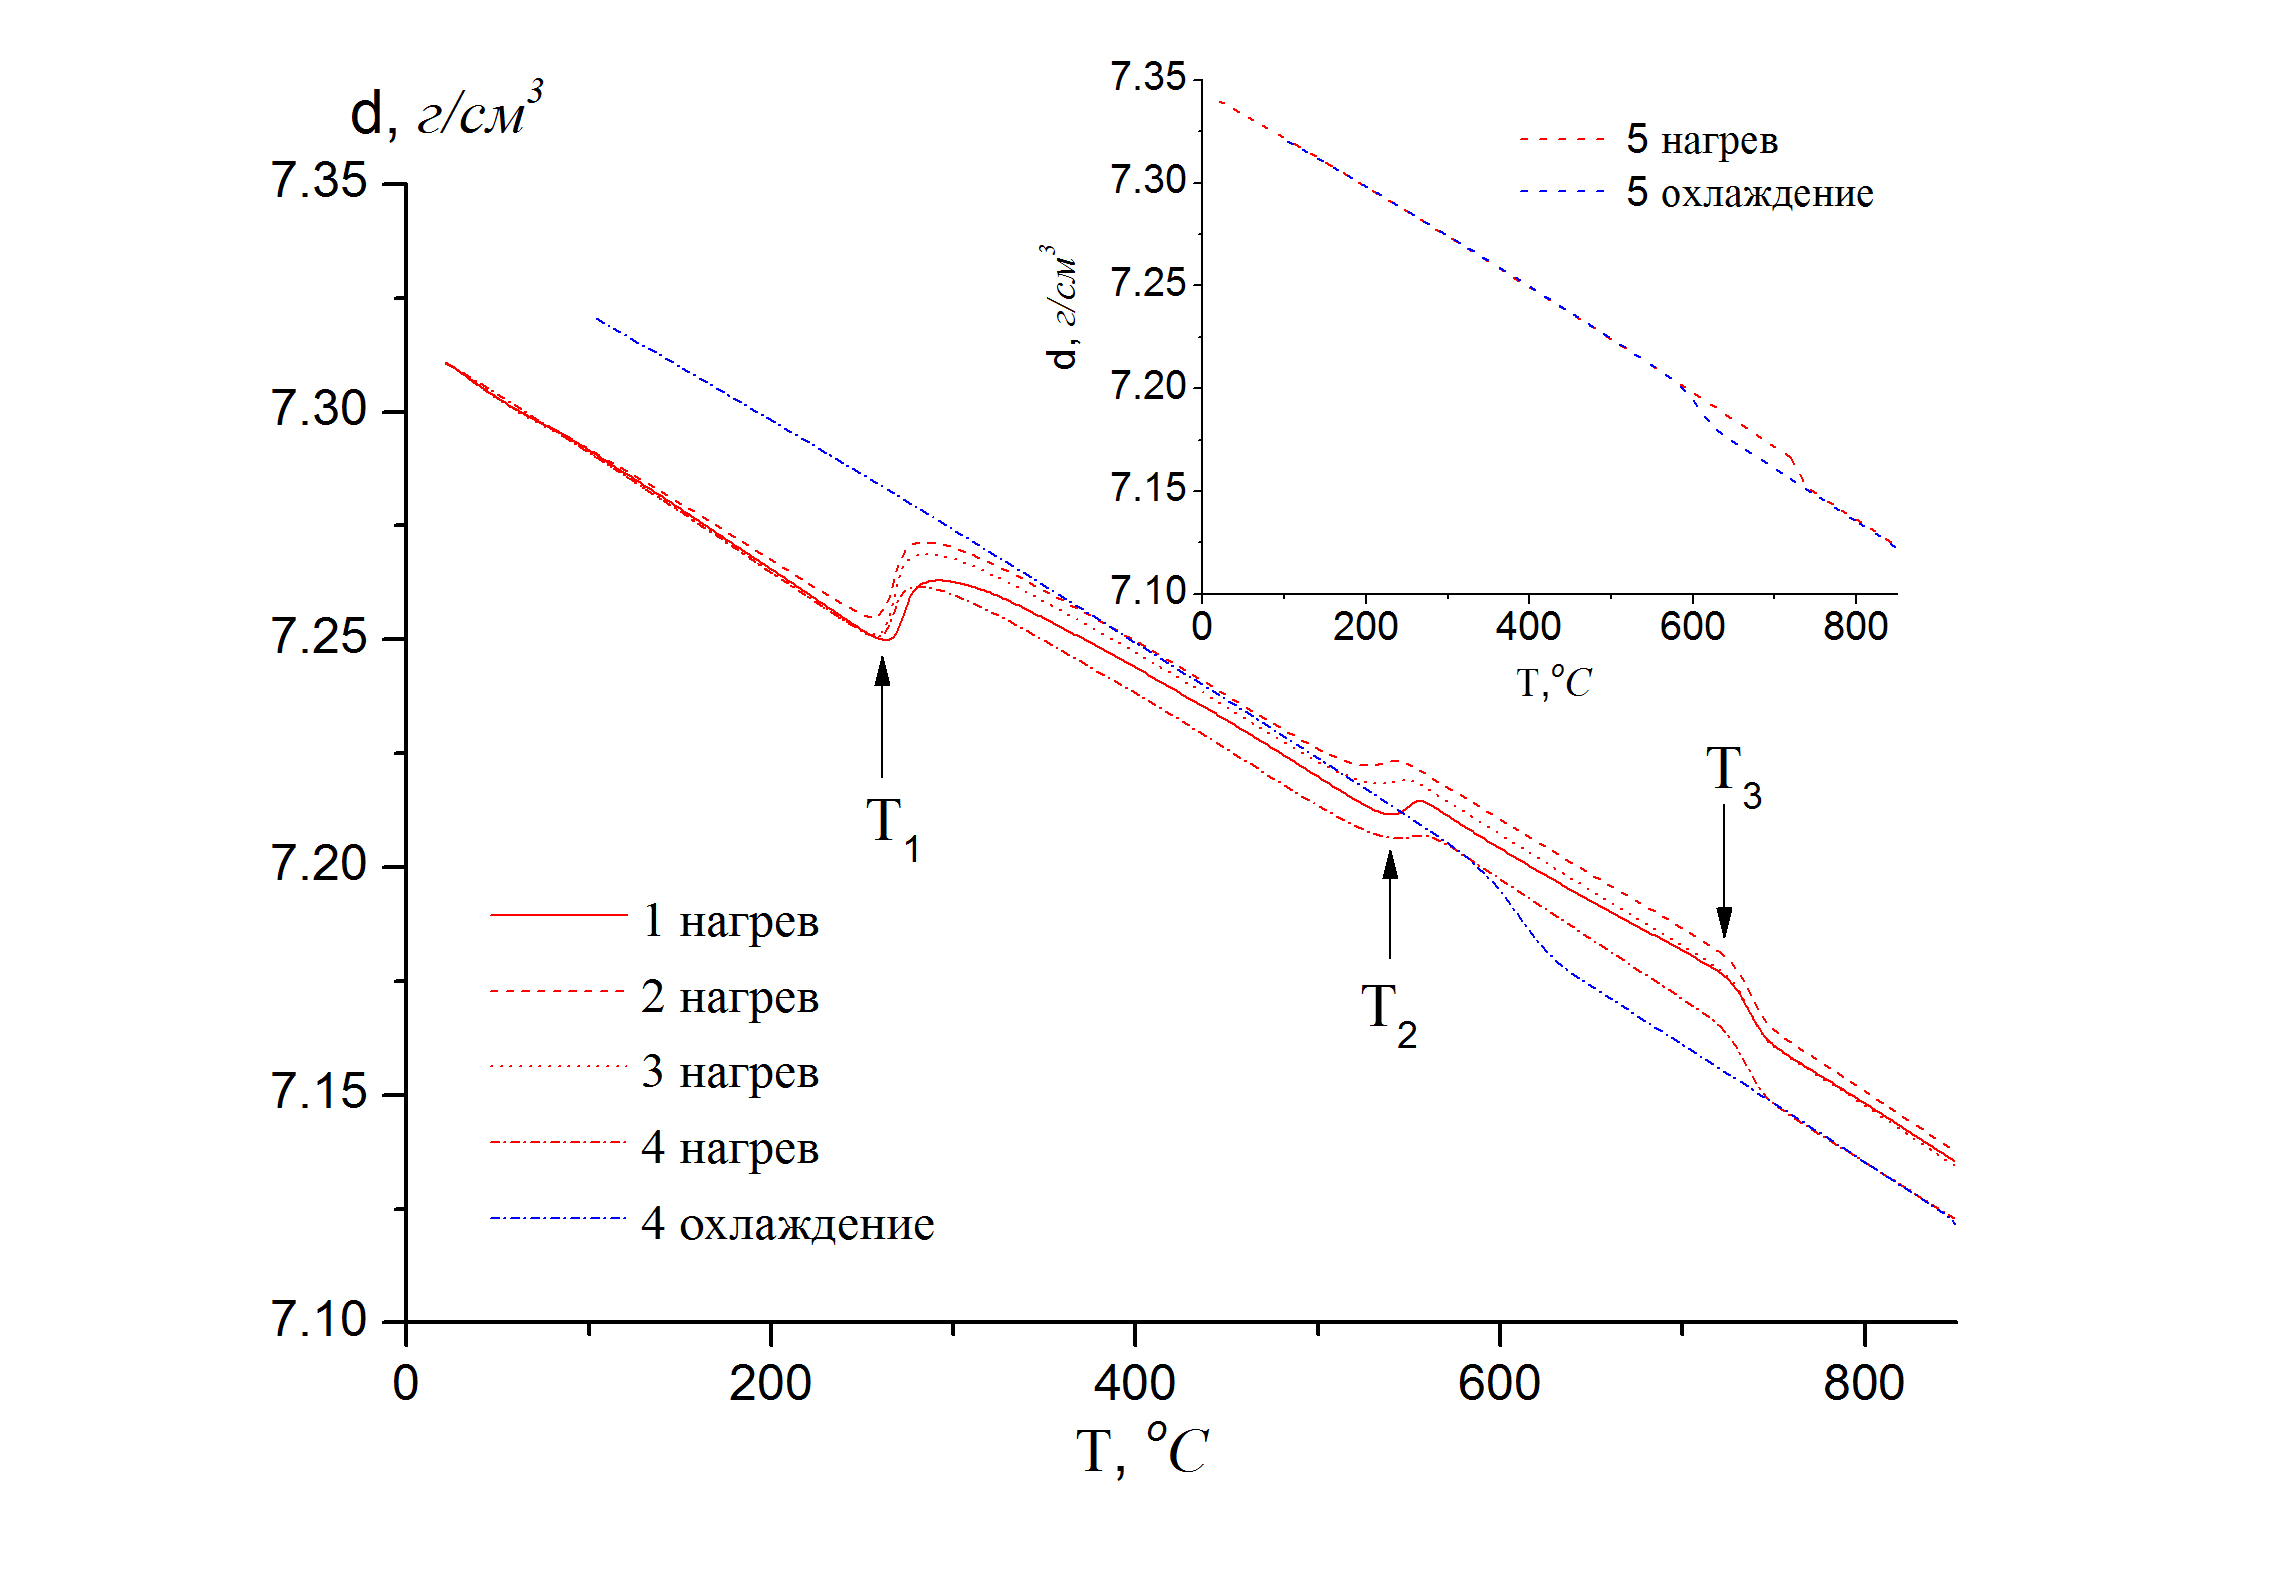 d, г/см³
7.35
7.30
7.25
7.20
7.15
7.10
0 200 400 600 800
T, °C
T₁
T₂
T₃
1 нагрев
2 нагрев
3 нагрев
4 нагрев
4 охлаждение
d, г/см³
7.35
7.30
7.25
7.20
7.15
7.10
0 200 400 600 800
T, °C
5 нагрев
5 охлаждение